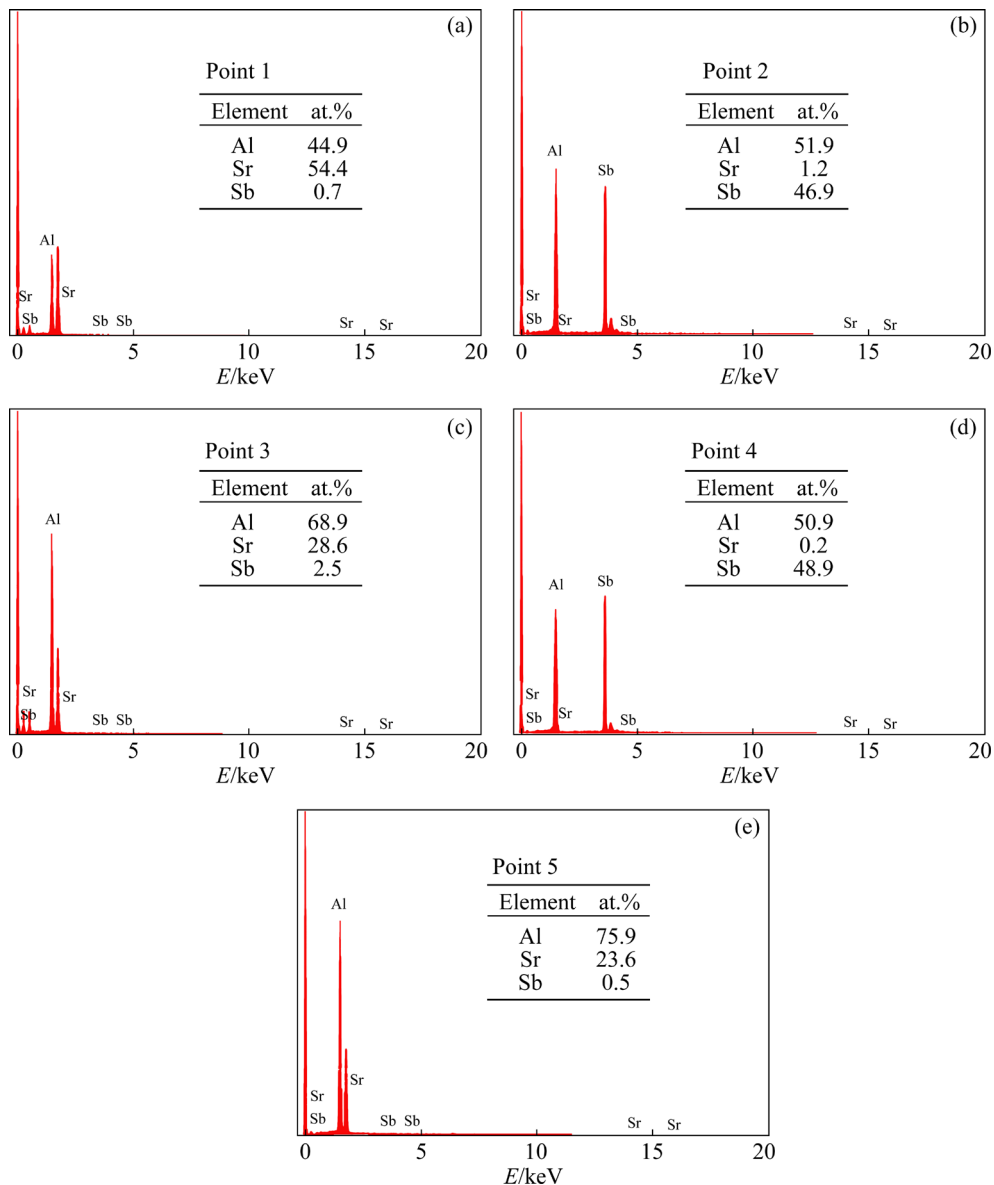 (a)
Point 1
Element at.%
Al 44.9
Sr 54.4
Sb 0.7
Al
Sr
Sr
Sb
Sb Sb
Sr Sr
0 5 10 15 20
E/keV
(b)
Point 2
Element at.%
Al 51.9
Sr 1.2
Sb 46.9
Al
Sb
Sr
Sb Sr
Sb
Sr Sr
0 5 10 15 20
E/keV
(c)
Point 3
Element at.%
Al 68.9
Sr 28.6
Sb 2.5
Al
Sr Sr
Sb
Sb Sb
Sr Sr
0 5 10 15 20
E/keV
(d)
Point 4
Element at.%
Al 50.9
Sr 0.2
Sb 48.9
Al
Sb
Sr
Sb Sr
Sb
Sr Sr
0 5 10 15 20
E/keV
(e)
Point 5
Element at.%
Al 75.9
Sr 23.6
Sb 0.5
Al
Sr
Sr
Sb
Sb Sb
Sr Sr
0 5 10 15 20
E/keV